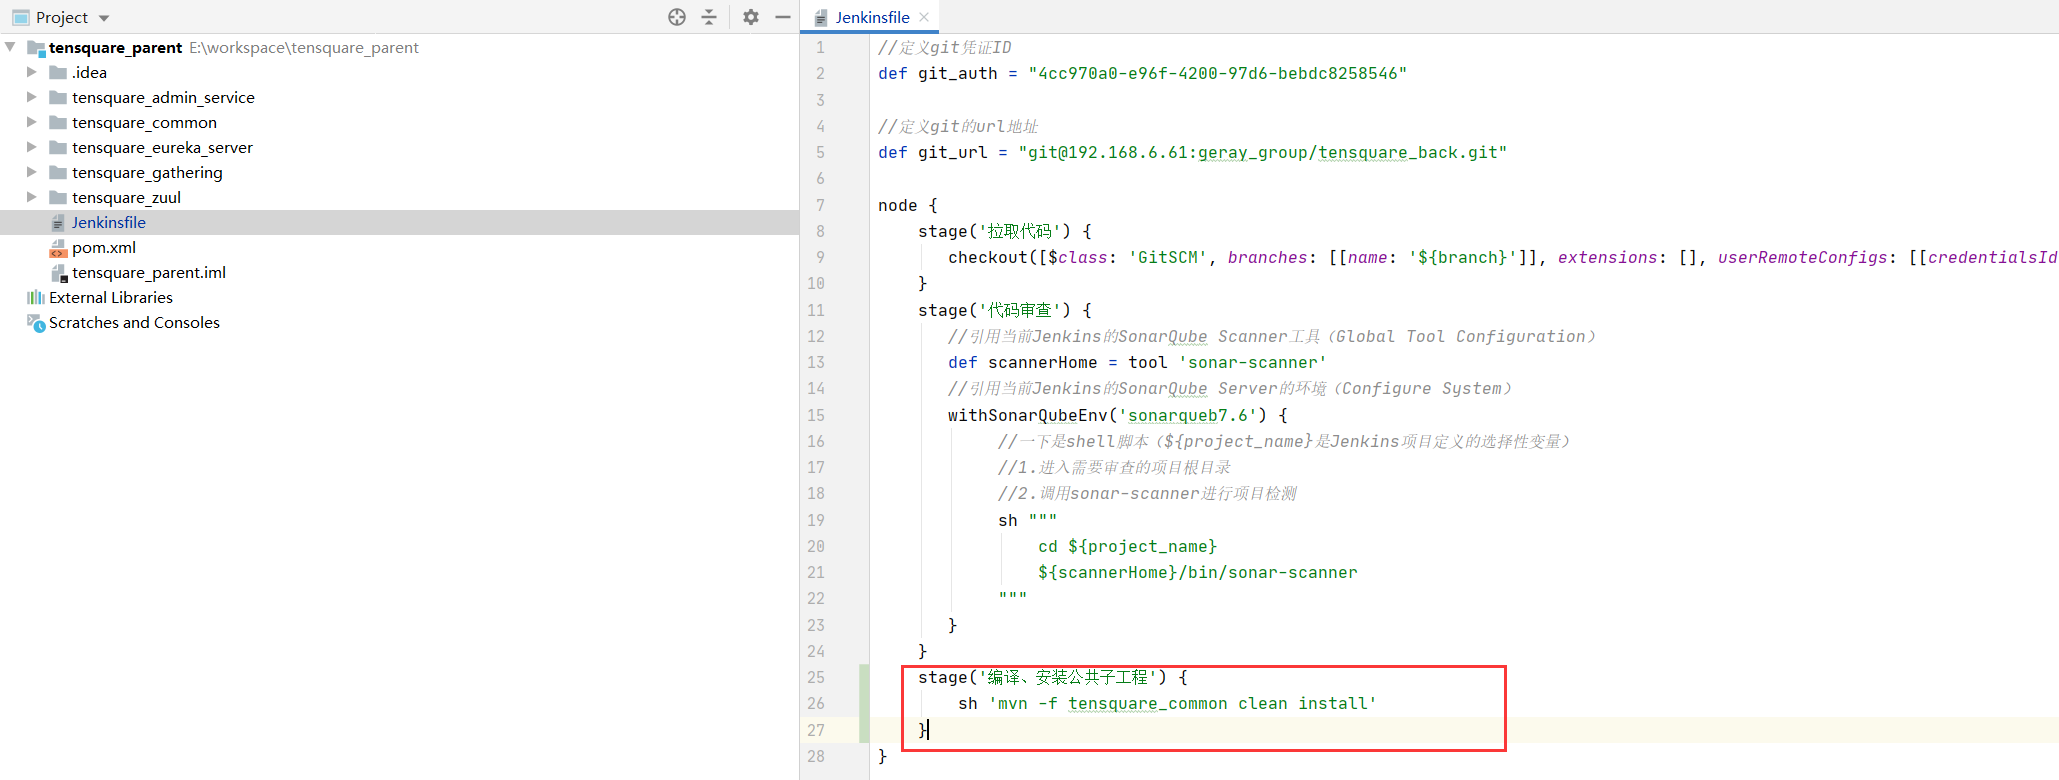 Project
tensquare_parent E:\workspace\tensquare_parent
.idea
tensquare_admin_service
tensquare_common
tensquare_eureka_server
tensquare_gathering
tensquare_zuul
Jenkinsfile
pom.xml
tensquare_parent.iml
External Libraries
Scratches and Consoles
Jenkinsfile
1 //定义git凭证ID
2 def git_auth = "4cc970a0-e96f-4200-97d6-bebdc8258546"
3
4 //定义git的url地址
5 def git_url = "git@192.168.6.61:geray_group/tensquare_back.git"
6
7 node {
8 stage('拉取代码') {
9 checkout([$class: 'GitSCM', branches: [[name: '${branch}']], extensions: [], userRemoteConfigs: [[credentialsId
10 }
11 stage('代码审查') {
12 //引用当前Jenkins的SonarQube Scanner工具（Global Tool Configuration）
13 def scannerHome = tool 'sonar-scanner'
14 //引用当前Jenkins的SonarQube Server的环境（Configure System）
15 withSonarQubeEnv('sonarqueb7.6') {
16 //一下是shell脚本（${project_name}是Jenkins项目定义的选择性变量）
17 //1.进入需要审查的项目根目录
18 //2.调用sonar-scanner进行项目检测
19 sh """
20 cd ${project_name}
21 ${scannerHome}/bin/sonar-scanner
22 """
23 }
24 }
25 stage('编译、安装公共子工程') {
26 sh 'mvn -f tensquare_common clean install'
27 }
28 }